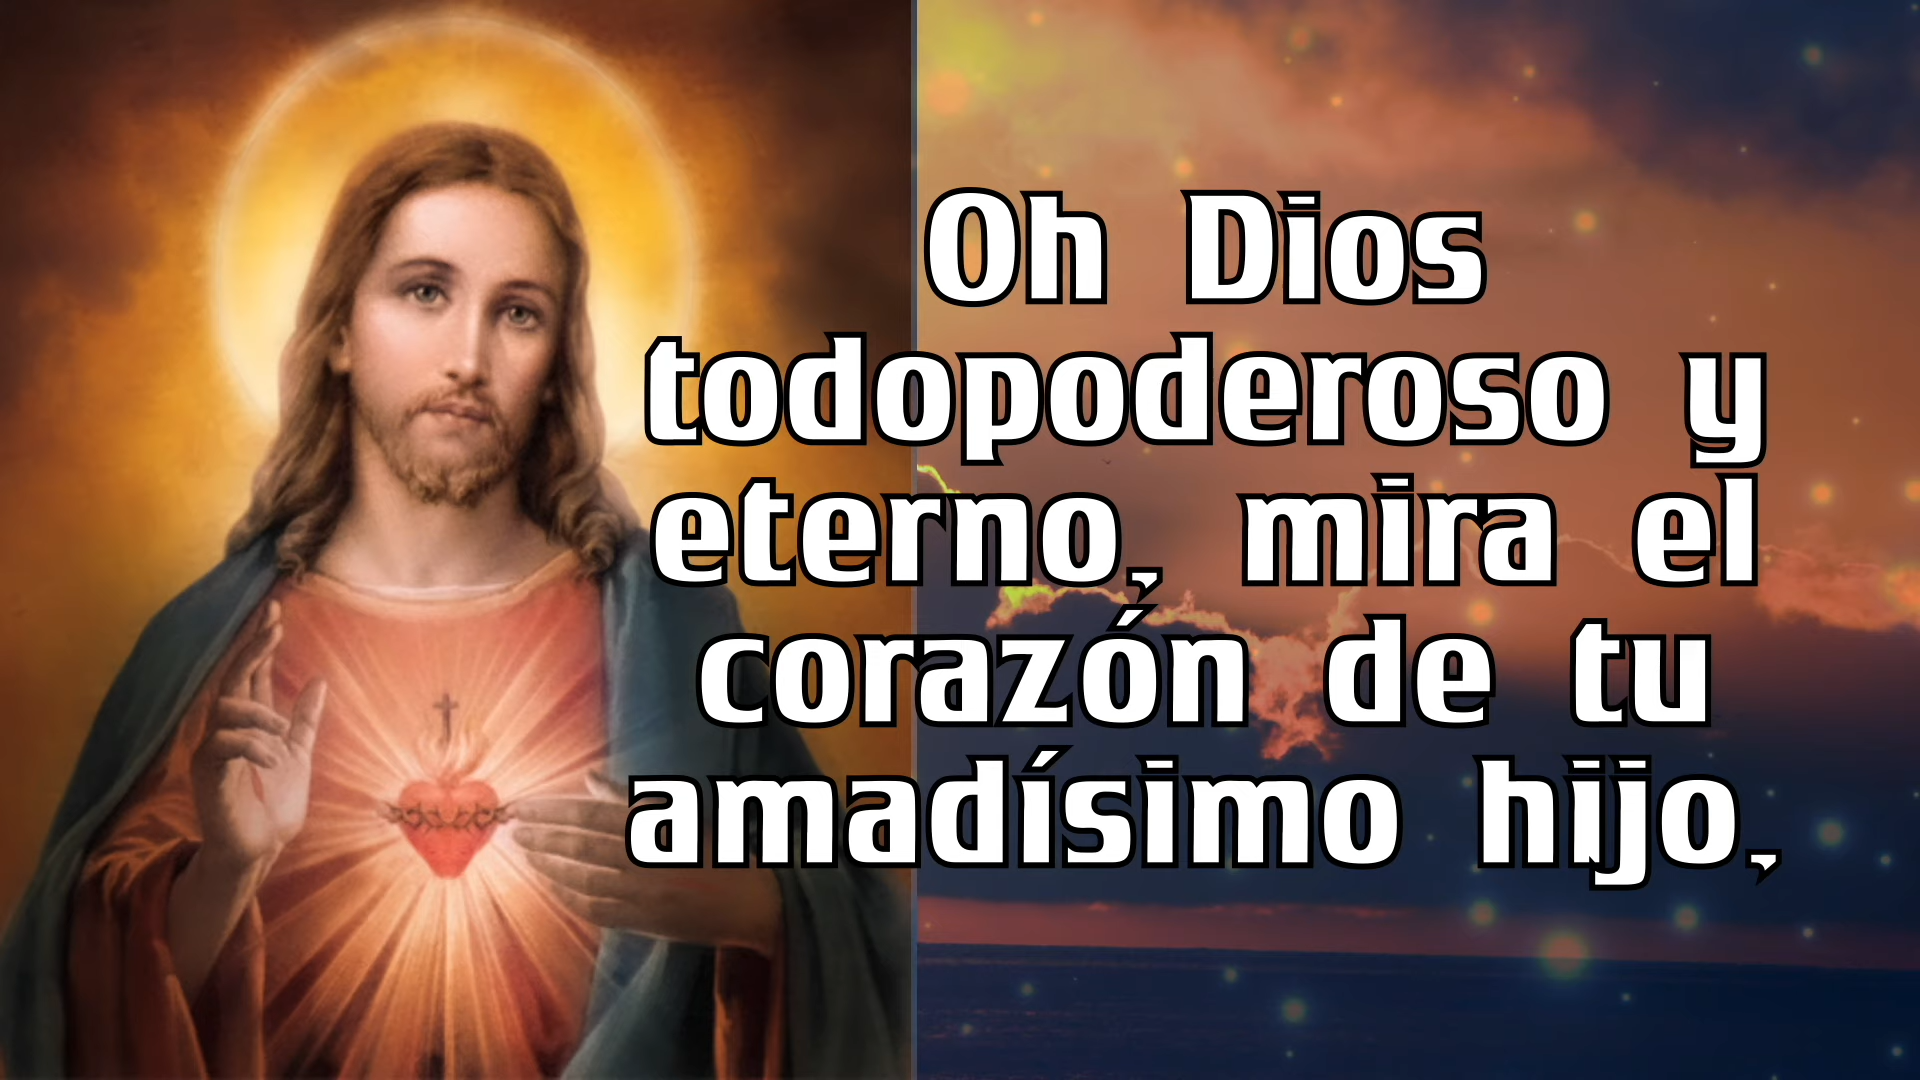 Oh Dios
todopoderoso y
eterno, mira el
corazón de tu
amadísimo hijo,